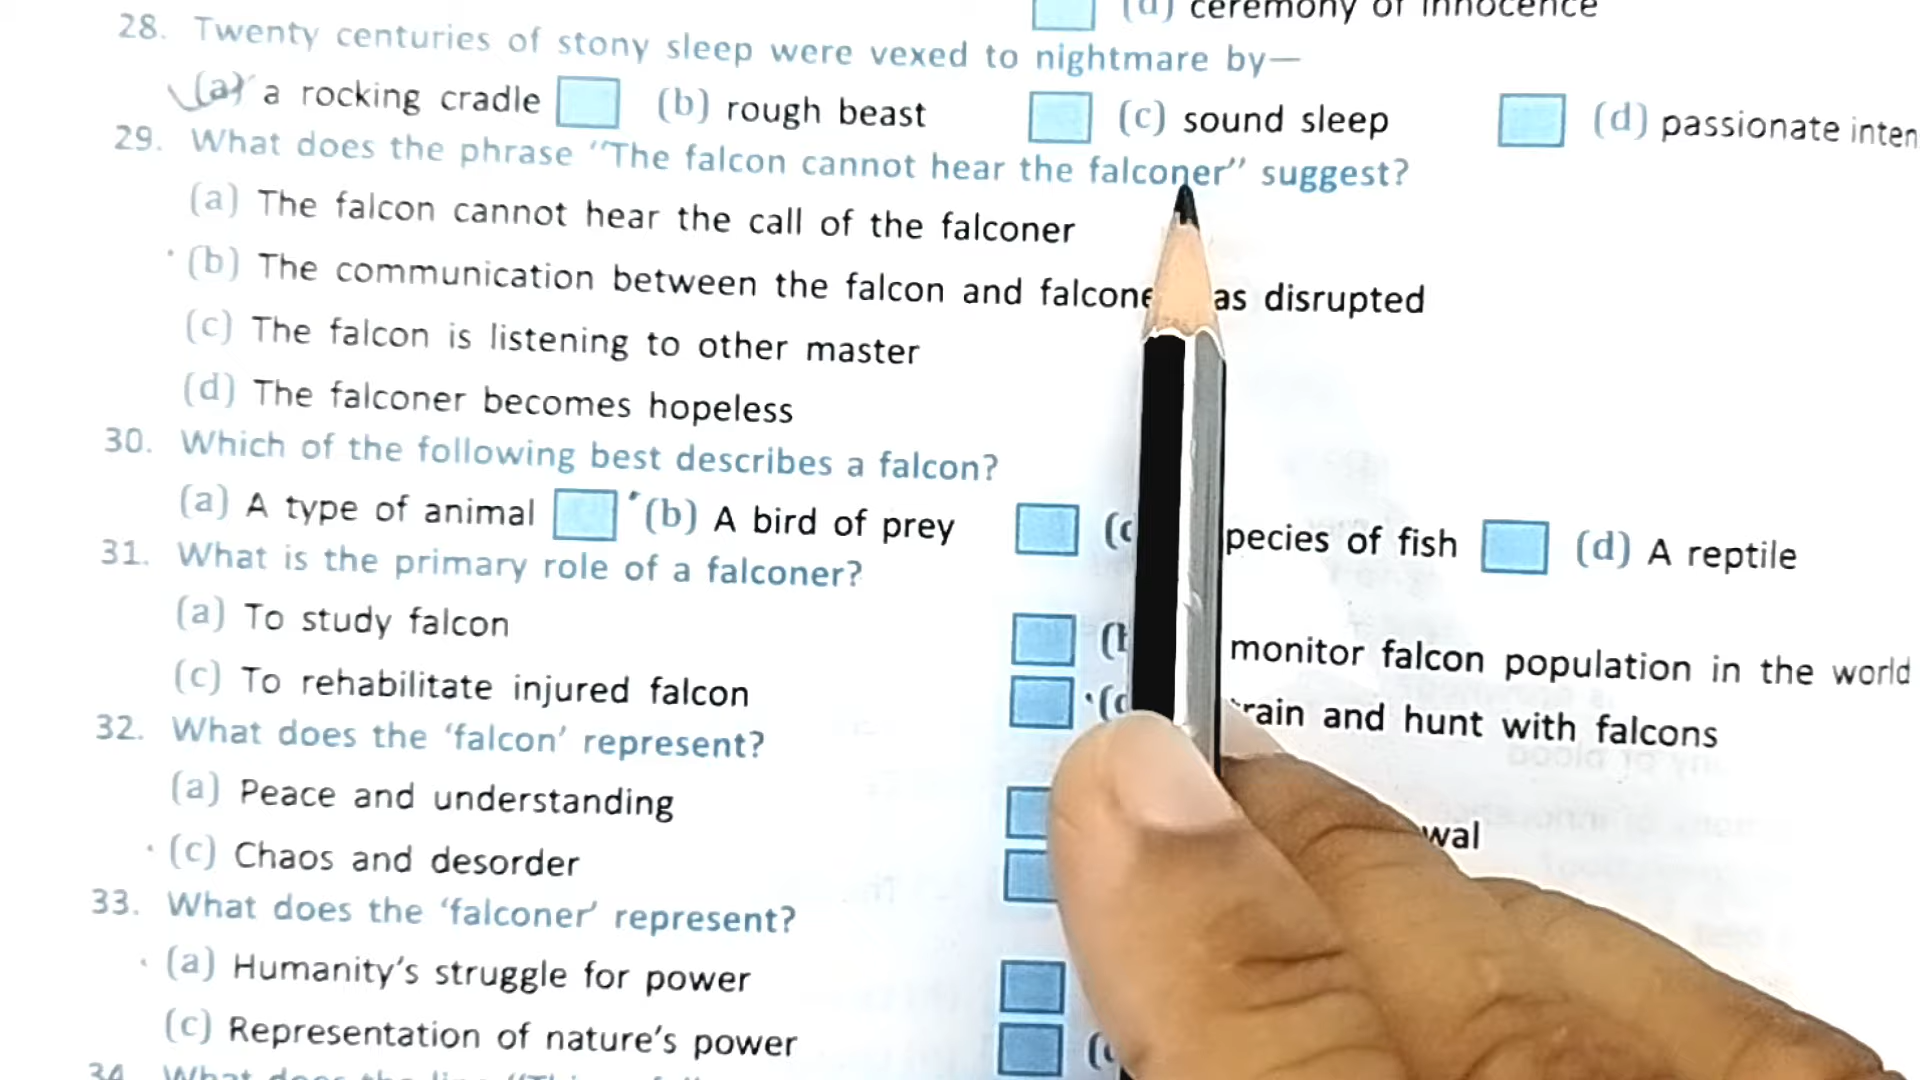 (d) ceremony of innocence
28. Twenty centuries of stony sleep were vexed to nightmare by—
(a) a rocking cradle (b) rough beast (c) sound sleep (d) passionate inten
29. What does the phrase “The falcon cannot hear the falconer” suggest?
(a) The falcon cannot hear the call of the falconer
(b) The communication between the falcon and falcone as disrupted
(c) The falcon is listening to other master
(d) The falconer becomes hopeless
30. Which of the following best describes a falcon?
(a) A type of animal (b) A bird of prey (c pecies of fish (d) A reptile
31. What is the primary role of a falconer?
(a) To study falcon (b monitor falcon population in the world
(c) To rehabilitate injured falcon (d rain and hunt with falcons
32. What does the ‘falcon’ represent?
(a) Peace and understanding wal
(c) Chaos and desorder
33. What does the ‘falconer’ represent?
(a) Humanity’s struggle for power
(c) Representation of nature’s power
34. What does the line